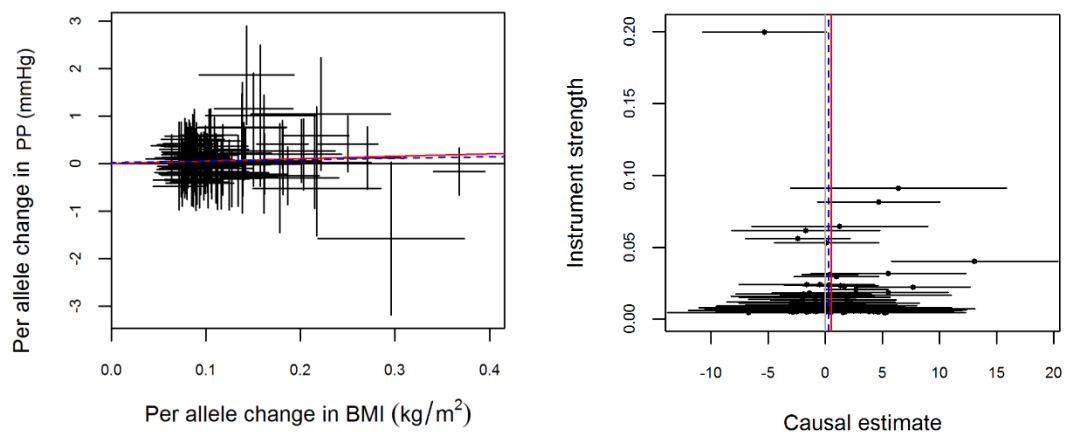 Per allele change in PP (mmHg)
3
2
1
0
-1
-2
-3
0.0 0.1 0.2 0.3 0.4
Per allele change in BMI (kg/m²)
Instrument strength
0.20
0.15
0.10
0.05
0.00
-10 -5 0 5 10 15 20
Causal estimate